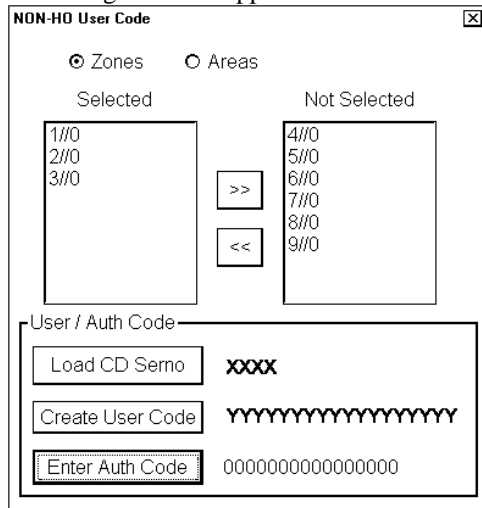 NON-HO User Code
Zones Areas
Selected Not Selected
1//0 4//0
2//0 5//0
3//0 6//0
7//0
>> 8//0
<< 9//0
User / Auth Code
Load CD Serno XXXX
Create User Code YYYYYYYYYYYYYYYYYY
Enter Auth Code 0000000000000000